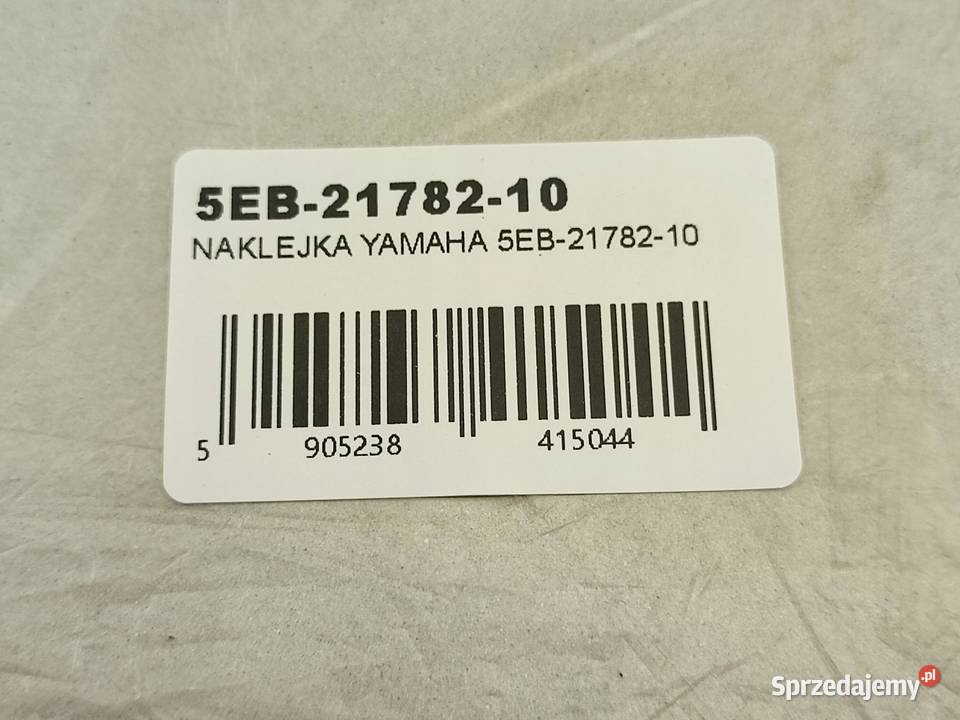 5EB-21782-10
NAKLEJKA YAMAHA 5EB-21782-10
5 905238 415044
Sprzedajemy.pl